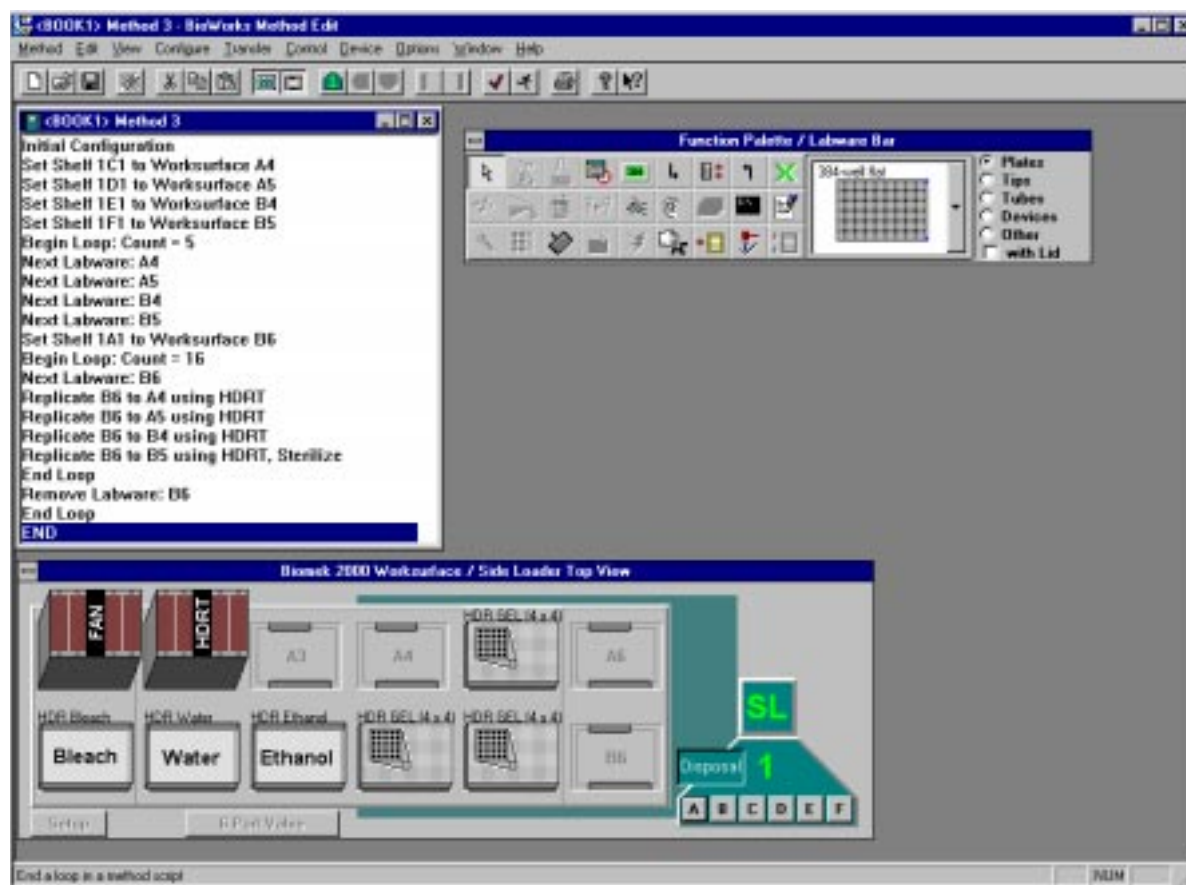 <BOOK1> Method 3 - BioWorks Method Edit
Method Edit View Configure Transfer Control Device Options Window Help
<BOOK1> Method 3
Initial Configuration
Set Shelf 1C1 to Worksurface A4
Set Shelf 1D1 to Worksurface A5
Set Shelf 1E1 to Worksurface B4
Set Shelf 1F1 to Worksurface B5
Begin Loop: Count = 5
Next Labware: A4
Next Labware: A5
Next Labware: B4
Next Labware: B5
Set Shelf 1A1 to Worksurface B6
Begin Loop: Count = 16
Next Labware: B6
Replicate B6 to A4 using HDRT
Replicate B6 to A5 using HDRT
Replicate B6 to B4 using HDRT
Replicate B6 to B5 using HDRT, Sterilize
End Loop
Remove Labware: B6
End Loop
END
Function Palette / Labware Bar
384-well flat
Plates
Tips
Tubes
Devices
Other
with Lid
Biomek 2000 Worksurface / Side Loader Top View
FAN
HDRT
A3
A4
HDR GEL (4 x 4)
A6
HDR Bleach
HDR Water
HDR Ethanol
HDR GEL (4 x 4)
HDR GEL (4 x 4)
Bleach
Water
Ethanol
B6
SL
Disposal
1
A B C D E F
Setup
6 Port Valve
End a loop in a method script
NUM